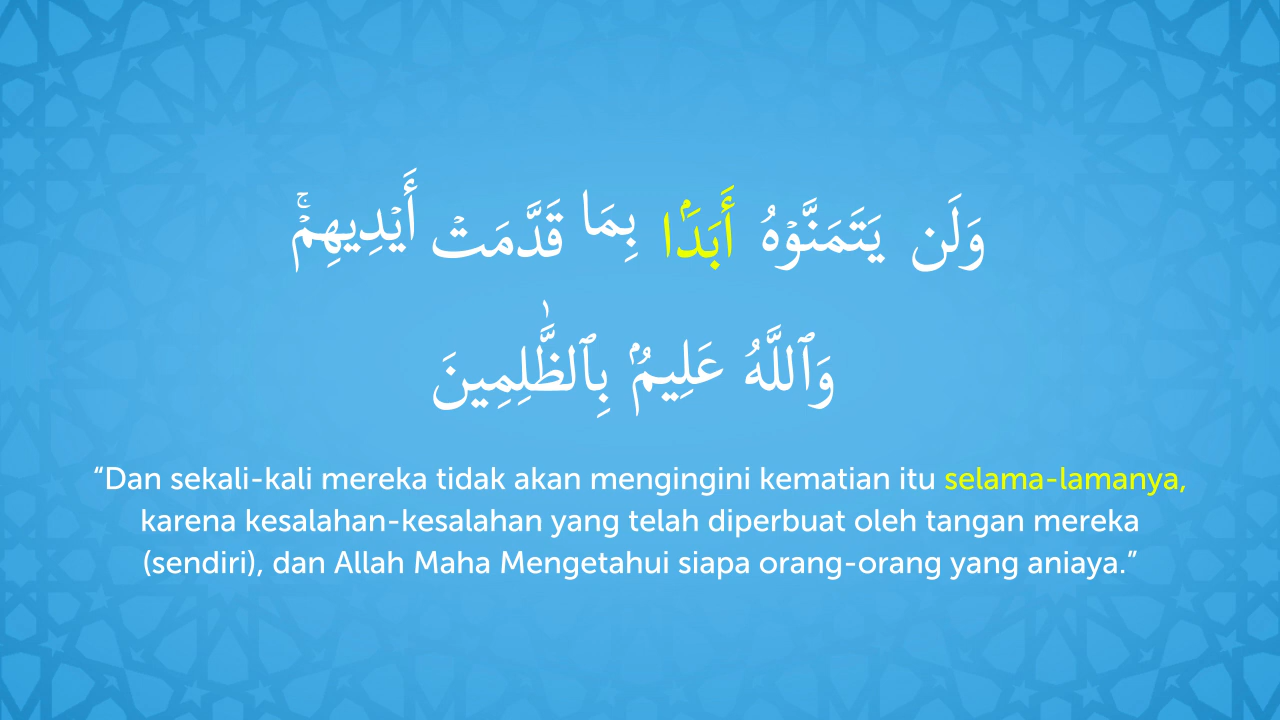 وَلَن يَتَمَنَّوۡهُ أَبَدَۢا بِمَا قَدَّمَتۡ أَيۡدِيهِمۡۚ
وَٱللَّهُ عَلِيمُۢ بِٱلظَّٰلِمِينَ
“Dan sekali-kali mereka tidak akan mengingini kematian itu selama-lamanya,
karena kesalahan-kesalahan yang telah diperbuat oleh tangan mereka
(sendiri), dan Allah Maha Mengetahui siapa orang-orang yang aniaya.”